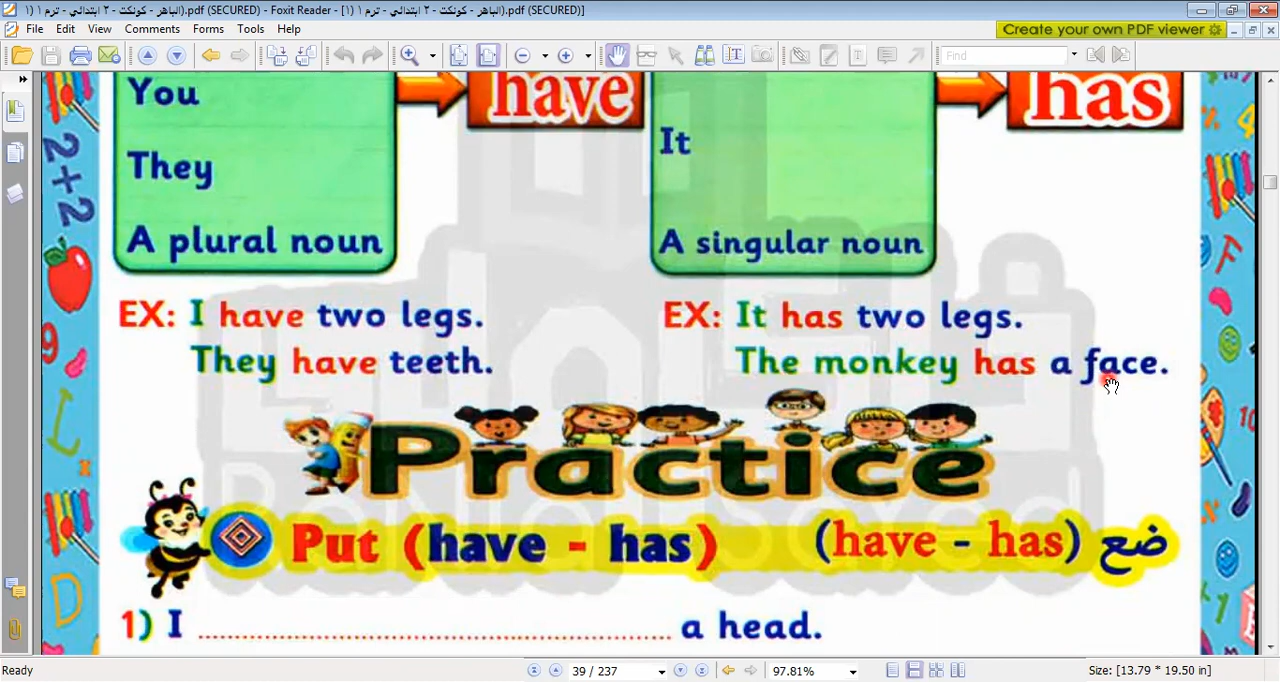 الباهر - كونكت - ٢ ابتدائي - ترم ١ (١).pdf (SECURED) - Foxit Reader - [الباهر - كونكت - ٢ ابتدائي - ترم ١ (١).pdf (SECURED)]
File Edit View Comments Forms Tools Help
Create your own PDF viewer
Find
You
have
has
It
They
A plural noun
A singular noun
EX: I have two legs.
They have teeth.
EX: It has two legs.
The monkey has a face.
Practice
Put (have - has)
ضع (have - has)
1) I ........................................ a head.
Ready
39 / 237
97.81%
Size: [13.79 * 19.50 in]